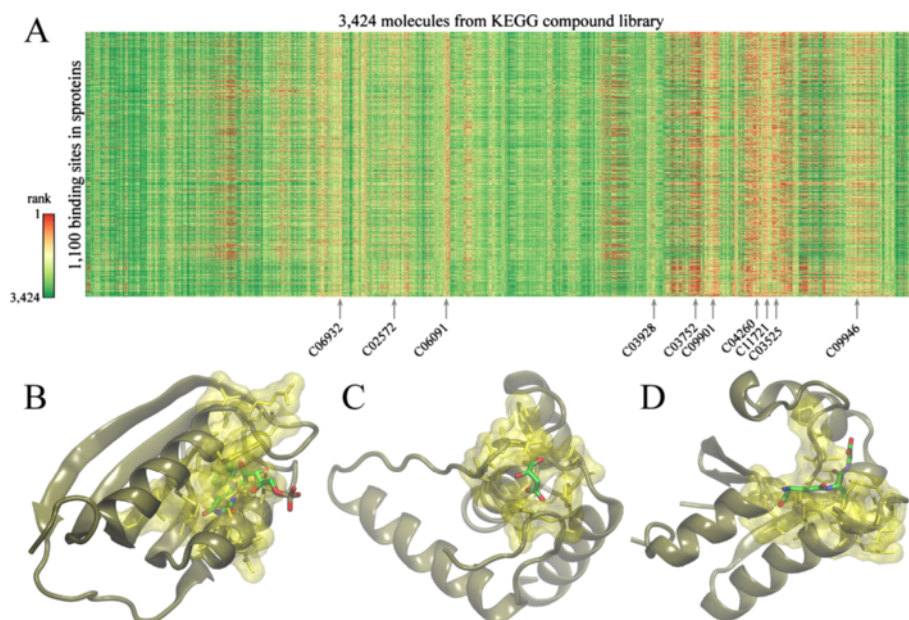 A
3,424 molecules from KEGG compound library
1,100 binding sites in sproteins
rank
1
3,424
C06932
C02572
C06091
C03928
C03752
C09901
C04260
C11721
C03525
C09946
B
C
D